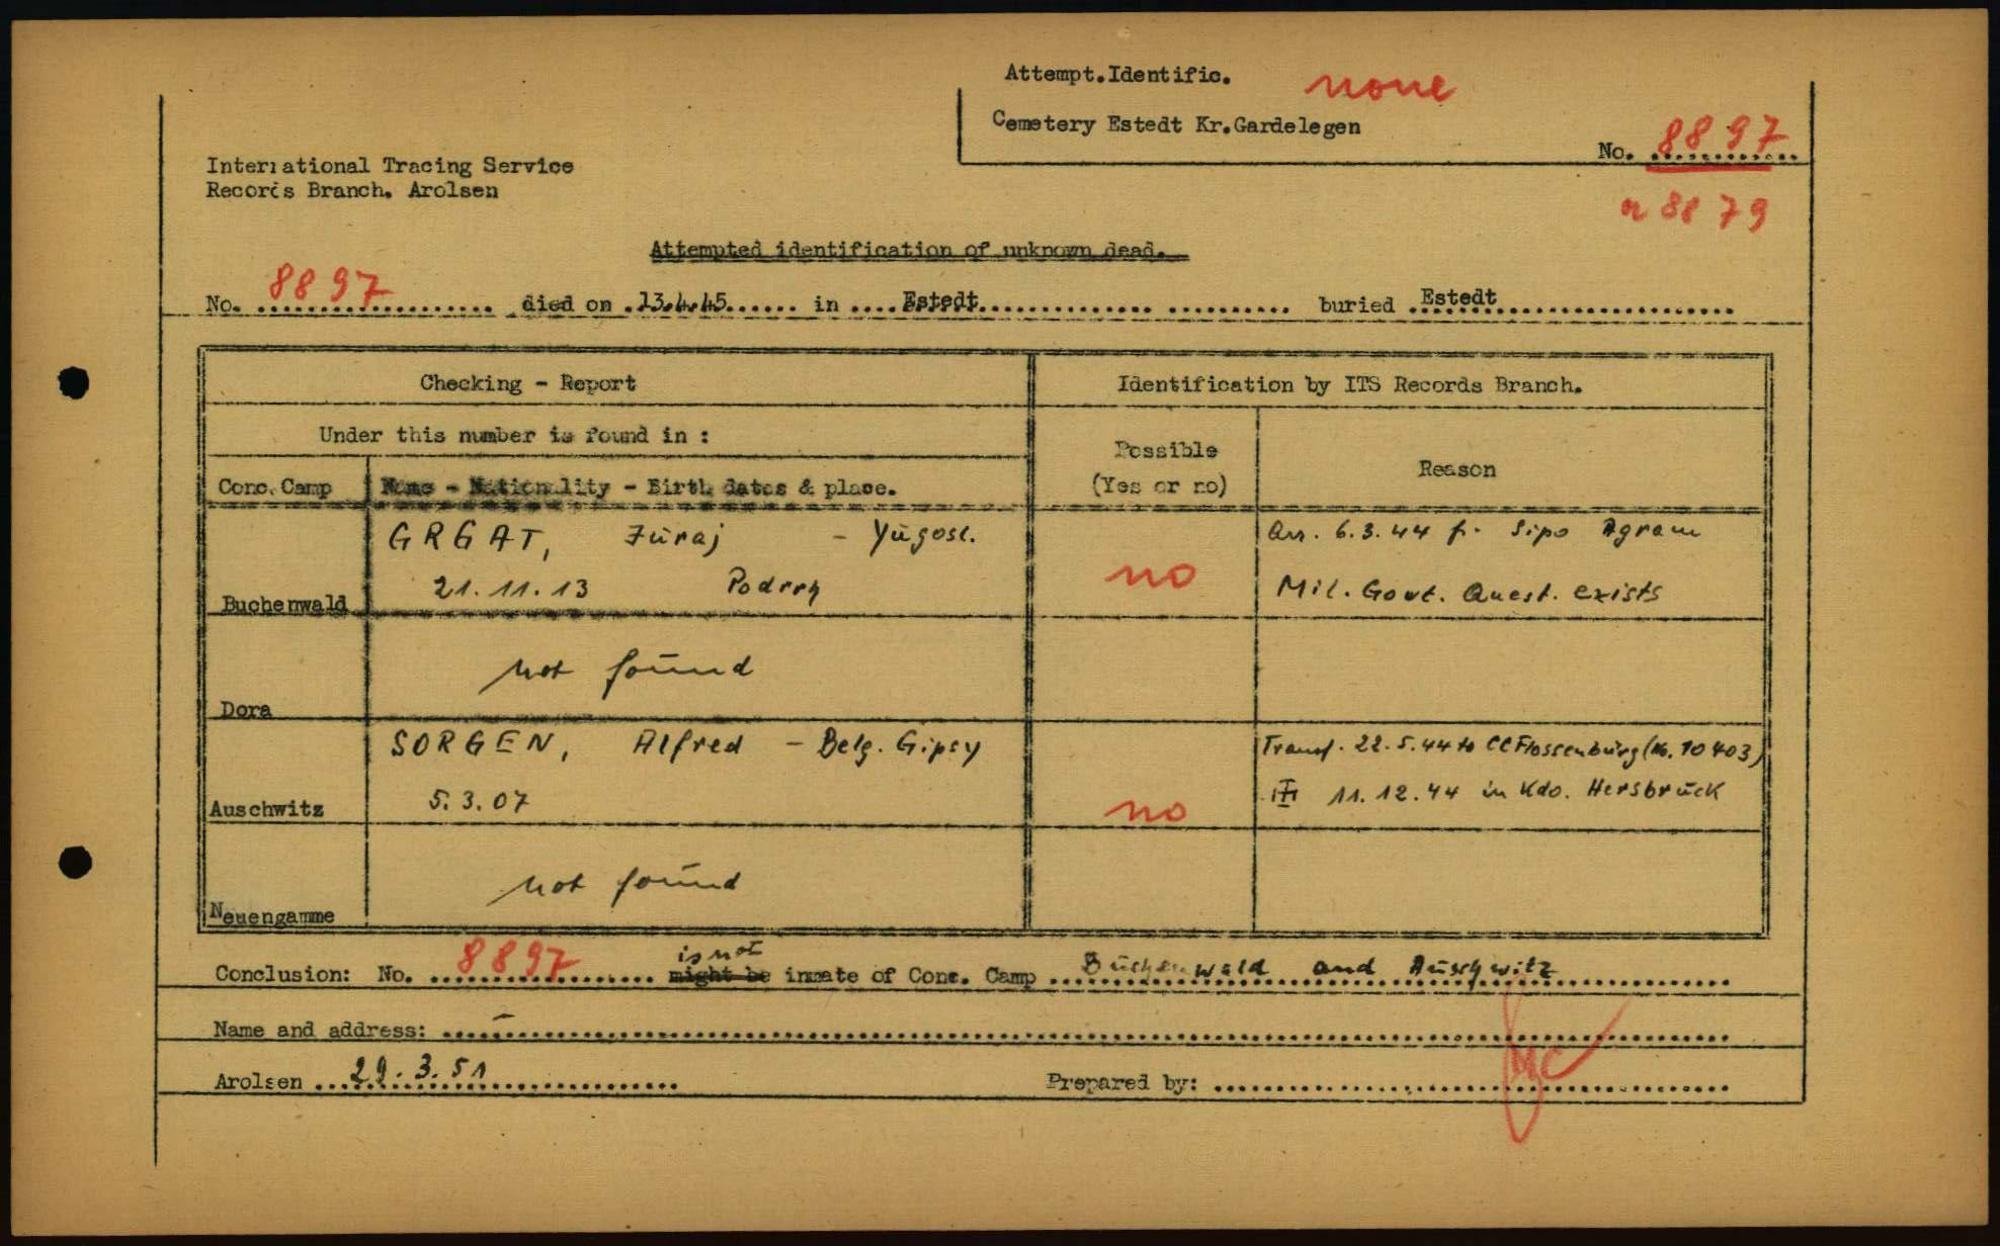 Attempt.Identific. none
Cemetery Estedt Kr.Gardelegen
No. 8897
International Tracing Service
Records Branch. Arolsen
8879
Attempted identification of unknown dead.
No. 8897 died on 13.4.45 in Estedt buried Estedt
Checking - Report
Identification by ITS Records Branch.
Under this number is found in :
Possible
(Yes or no)
Reason
Conc. Camp
Name - Nationality - Birth dates & place.
GRGAT, Juraj - Yugosl.
Arr. 6.3.44 fr. Sipo Agram
21.11.13
no
Mil. Govt. Quest. exists
Buchenwald
not found
Dora
SORGEN, Alfred - Belg. Gipsy
Transf. 22.5.44 to CC Flossenbürg (No. 10403)
5.3.07
11.12.44 in Kdo. Hersbruck
Auschwitz
no
not found
Neuengamme
is not
Conclusion: No. 8897 might be inmate of Conc. Camp Buchenwald and Auschwitz
Name and address: -
Arolsen 29.3.51 Prepared by: